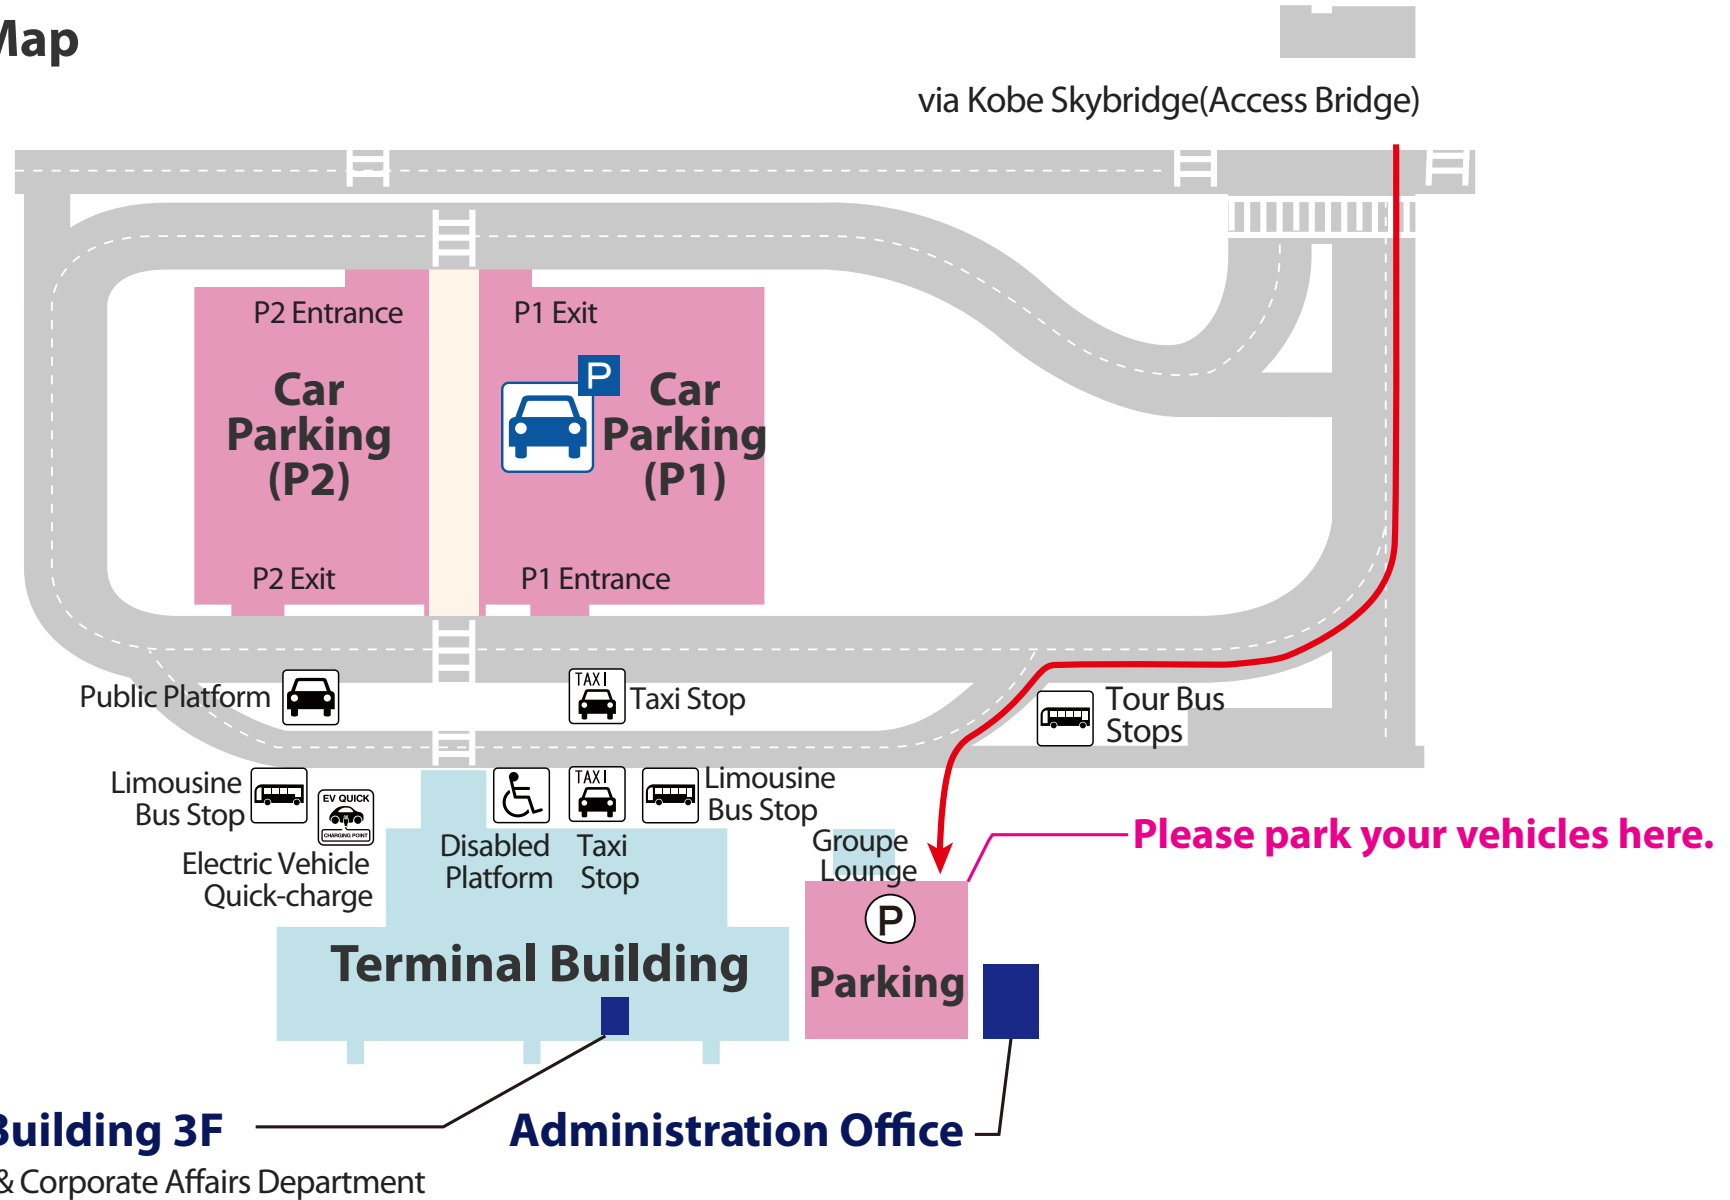 Map
via Kobe Skybridge(Access Bridge)
P2 Entrance
P1 Exit
P
Car
Parking
(P2)
Car
Parking
(P1)
P2 Exit
P1 Entrance
Public Platform
TAXI
Taxi Stop
Tour Bus
Stops
Limousine
Bus Stop
EV QUICK
CHARGING POINT
Electric Vehicle
Quick-charge
Disabled
Platform
TAXI
Taxi
Stop
Limousine
Bus Stop
Groupe
Lounge
Please park your vehicles here.
P
Parking
Terminal Building
Building 3F
& Corporate Affairs Department
Administration Office